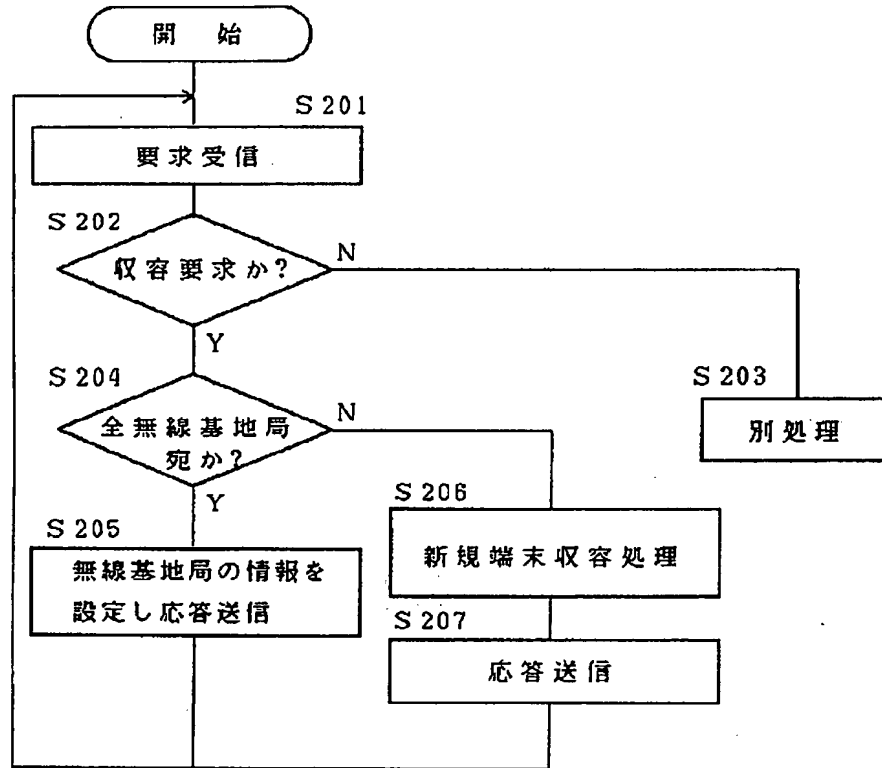 開始
S201
要求受信
S202
収容要求か?
N
Y
S204
全無線基地局
宛か?
N
Y
S203
別処理
S205
無線基地局の情報を
設定し応答送信
S206
新規端末収容処理
S207
応答送信